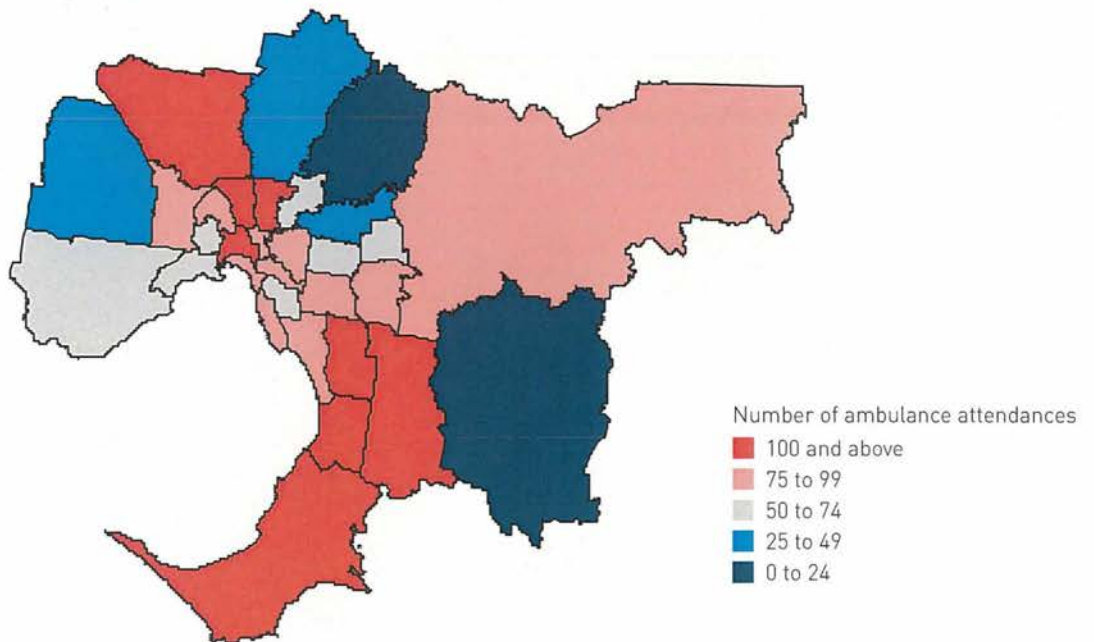 Number of ambulance attendances
100 and above
75 to 99
50 to 74
25 to 49
0 to 24